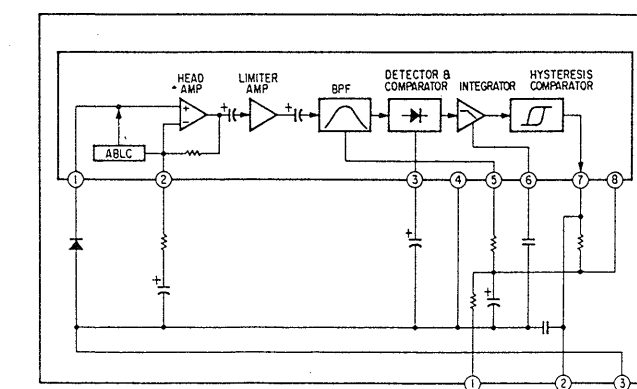 HEAD
AMP
LIMITER
AMP
BPF
DETECTOR &
COMPARATOR
INTEGRATOR
HYSTERESIS
COMPARATOR
+
−
+
+
ABLC
1
2
3
4
5
6
7
8
+
+
+
1
2
3